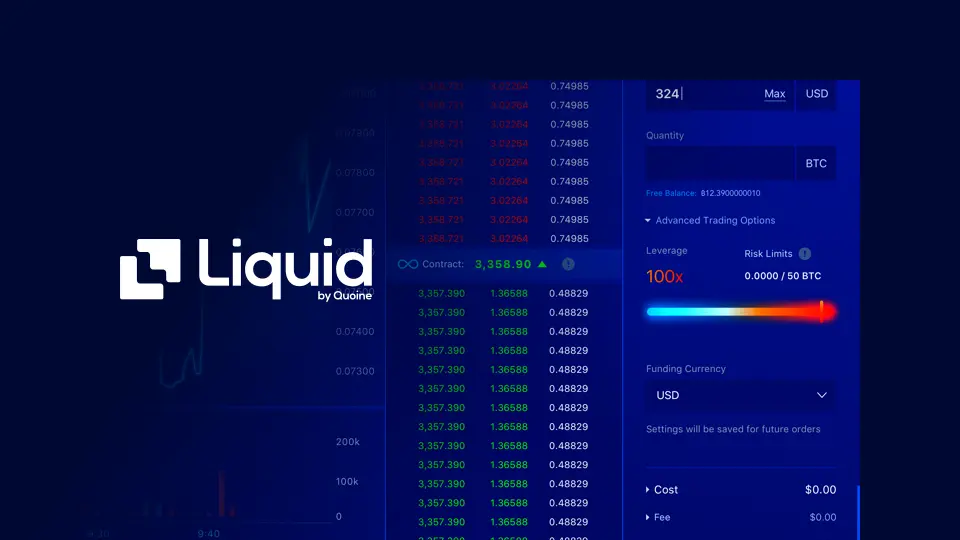 Liquid
by Quoine
0.07800
0.07700
0.07400
0.07300
200k
100k
0
9:30 9:40
3,358.721 3.02264 0.74985
3,358.721 3.02264 0.74985
3,358.721 3.02264 0.74985
3,358.721 3.02264 0.74985
3,358.721 3.02264 0.74985
3,358.721 3.02264 0.74985
3,358.721 3.02264 0.74985
3,358.721 3.02264 0.74985
3,358.721 3.02264 0.74985
Contract: 3,358.90
3,357.390 1.36588 0.48829
3,357.390 1.36588 0.48829
3,357.390 1.36588 0.48829
3,357.390 1.36588 0.48829
3,357.390 1.36588 0.48829
3,357.390 1.36588 0.48829
3,357.390 1.36588 0.48829
3,357.390 1.36588 0.48829
3,357.390 1.36588 0.48829
3,357.390 1.36588 0.48829
3,357.390 1.36588 0.48829
3,357.390 1.36588 0.48829
3,357.390 1.36588 0.48829
324 Max USD
Quantity
BTC
Free Balance: 812.3900000010
Advanced Trading Options
Leverage Risk Limits
100x 0.0000 / 50 BTC
Funding Currency
USD
Settings will be saved for future orders
Cost $0.00
Fee $0.00